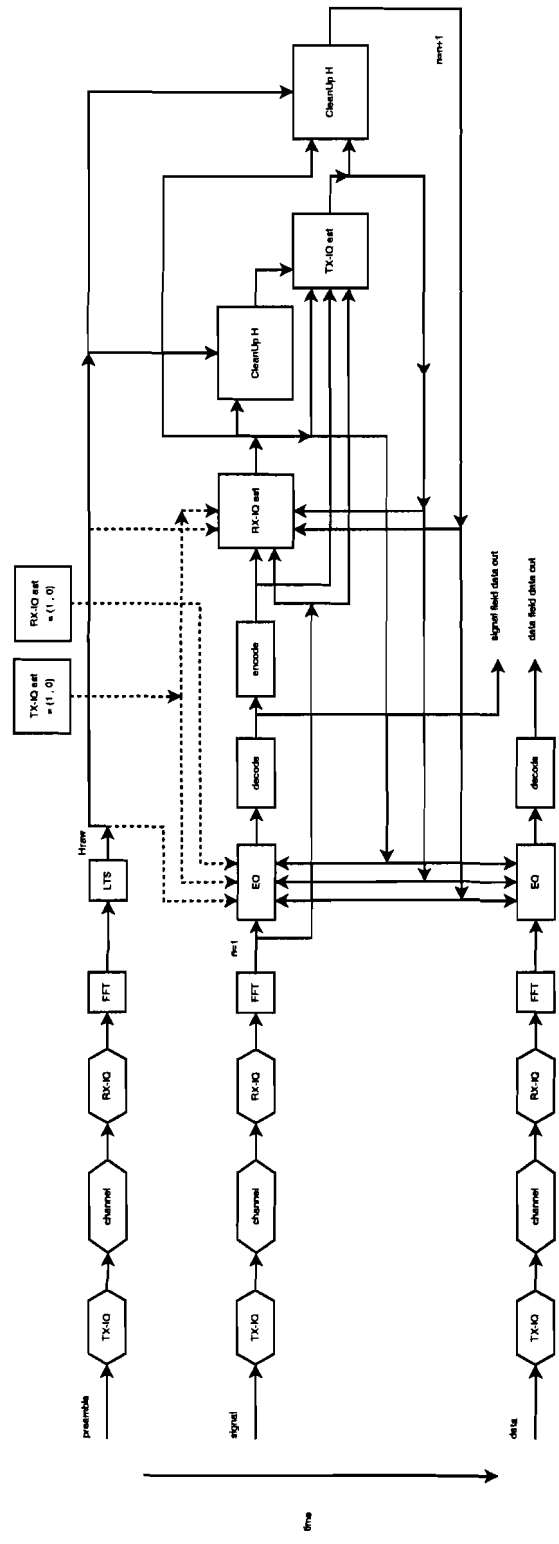 time
preamble
TX-IQ
channel
RX-IQ
FFT
LTS
Hraw
TX-IQ est
= (1 , 0)
RX-IQ est
= (1 , 0)
signal
TX-IQ
channel
RX-IQ
FFT
n=1
EQ
decode
encode
RX-IQ est
CleanUp H
TX-IQ est
CleanUp H
n=n+1
signal field data out
data
TX-IQ
channel
RX-IQ
FFT
EQ
decode
data field data out